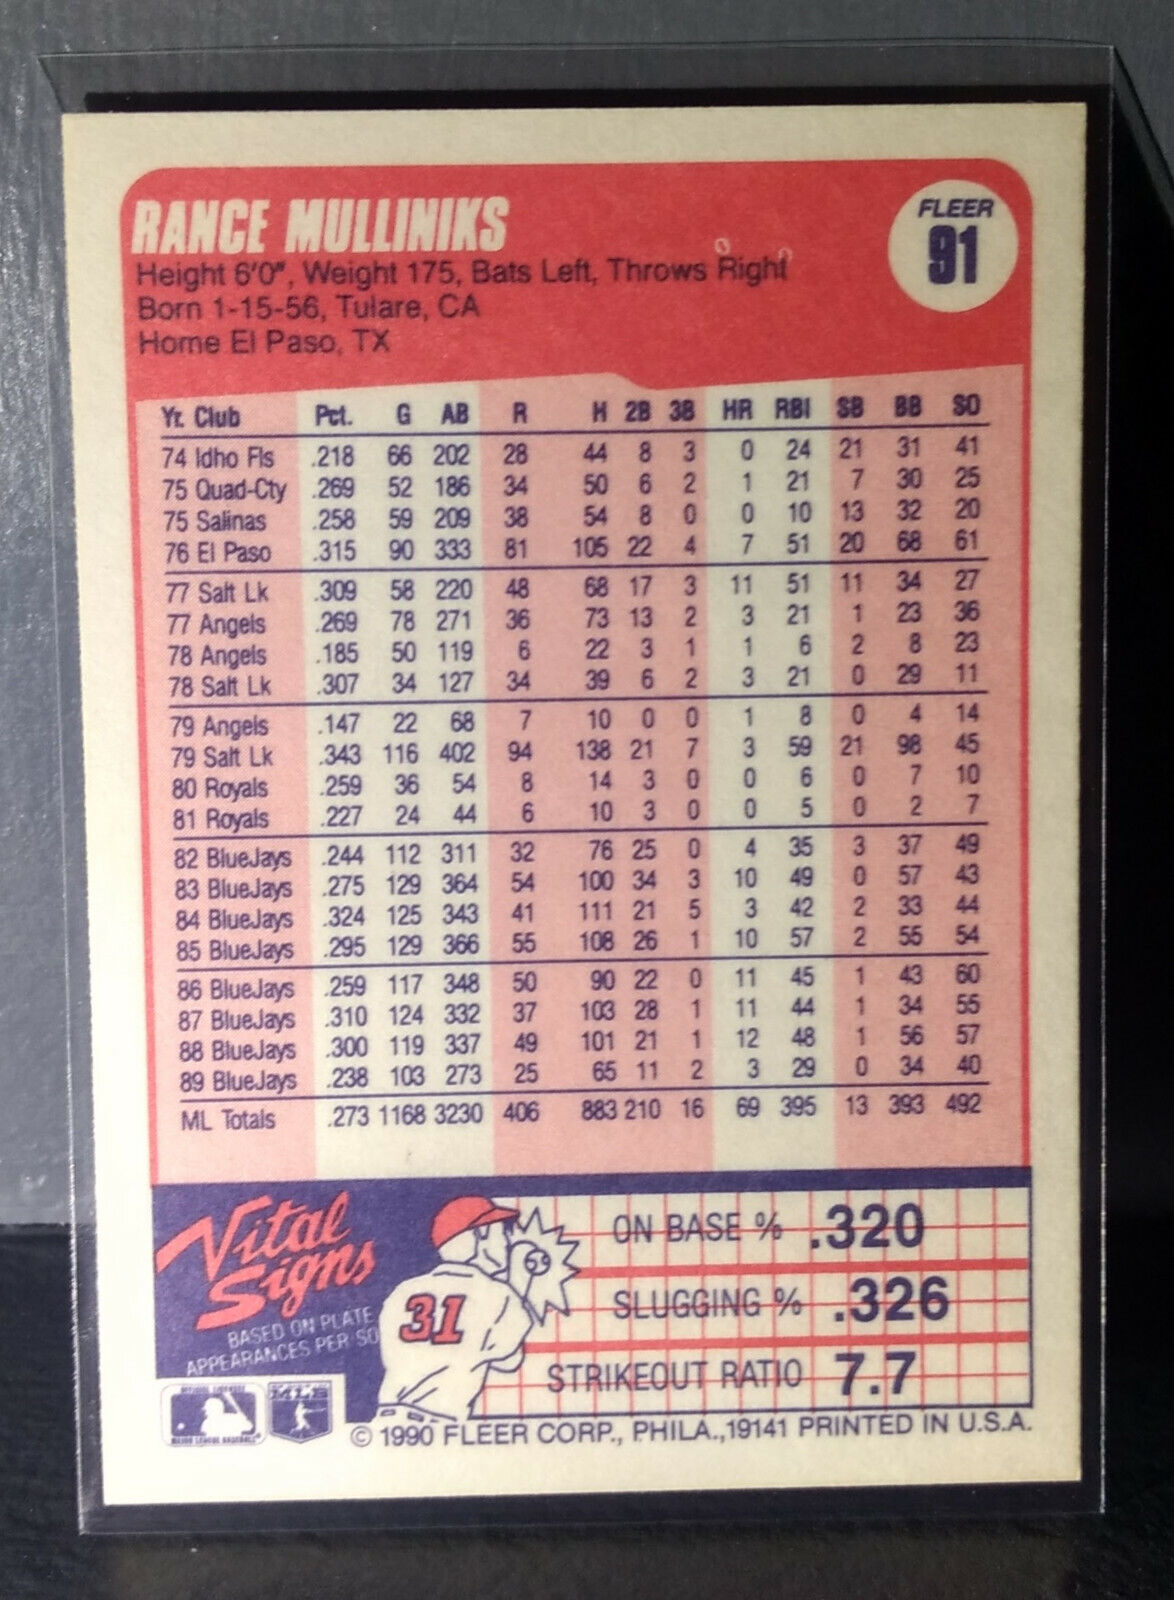 RANCE MULLINIKS
FLEER
91
Height 6'0", Weight 175, Bats Left, Throws Right
Born 1-15-56, Tulare, CA
Home El Paso, TX
Yr. Club Pct. G AB R H 2B 3B HR RBI SB BB SO
74 Idho Fls .218 66 202 28 44 8 3 0 24 21 31 41
75 Quad-Cty .269 52 186 34 50 6 2 1 21 7 30 25
75 Salinas .258 59 209 38 54 8 0 0 10 13 32 20
76 El Paso .315 90 333 81 105 22 4 7 51 20 68 61
77 Salt Lk .309 58 220 48 68 17 3 11 51 11 34 27
77 Angels .269 78 271 36 73 13 2 3 21 1 23 36
78 Angels .185 50 119 6 22 3 1 1 6 2 8 23
78 Salt Lk .307 34 127 34 39 6 2 3 21 0 29 11
79 Angels .147 22 68 7 10 0 0 1 8 0 4 14
79 Salt Lk .343 116 402 94 138 21 7 3 59 21 98 45
80 Royals .259 36 54 8 14 3 0 0 6 0 7 10
81 Royals .227 24 44 6 10 3 0 0 5 0 2 7
82 BlueJays .244 112 311 32 76 25 0 4 35 3 37 49
83 BlueJays .275 129 364 54 100 34 3 10 49 0 57 43
84 BlueJays .324 125 343 41 111 21 5 3 42 2 33 44
85 BlueJays .295 129 366 55 108 26 1 10 57 2 55 54
86 BlueJays .259 117 348 50 90 22 0 11 45 1 43 60
87 BlueJays .310 124 332 37 103 28 1 11 44 1 34 55
88 BlueJays .300 119 337 49 101 21 1 12 48 1 56 57
89 BlueJays .238 103 273 25 65 11 2 3 29 0 34 40
ML Totals .273 1168 3230 406 883 210 16 69 395 13 393 492
Vital
Signs
BASED ON PLATE
APPEARANCES PER SO
31
ON BASE % .320
SLUGGING % .326
STRIKEOUT RATIO 7.7
MAJOR LEAGUE BASEBALL
© 1990 FLEER CORP., PHILA.,19141 PRINTED IN U.S.A.